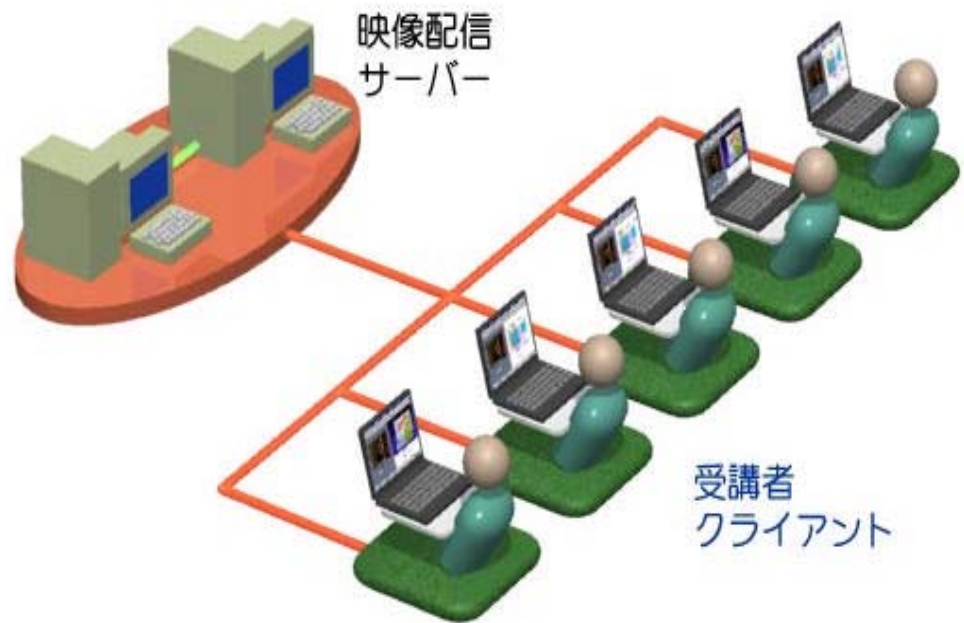 映像配信
サーバー
受講者
クライアント